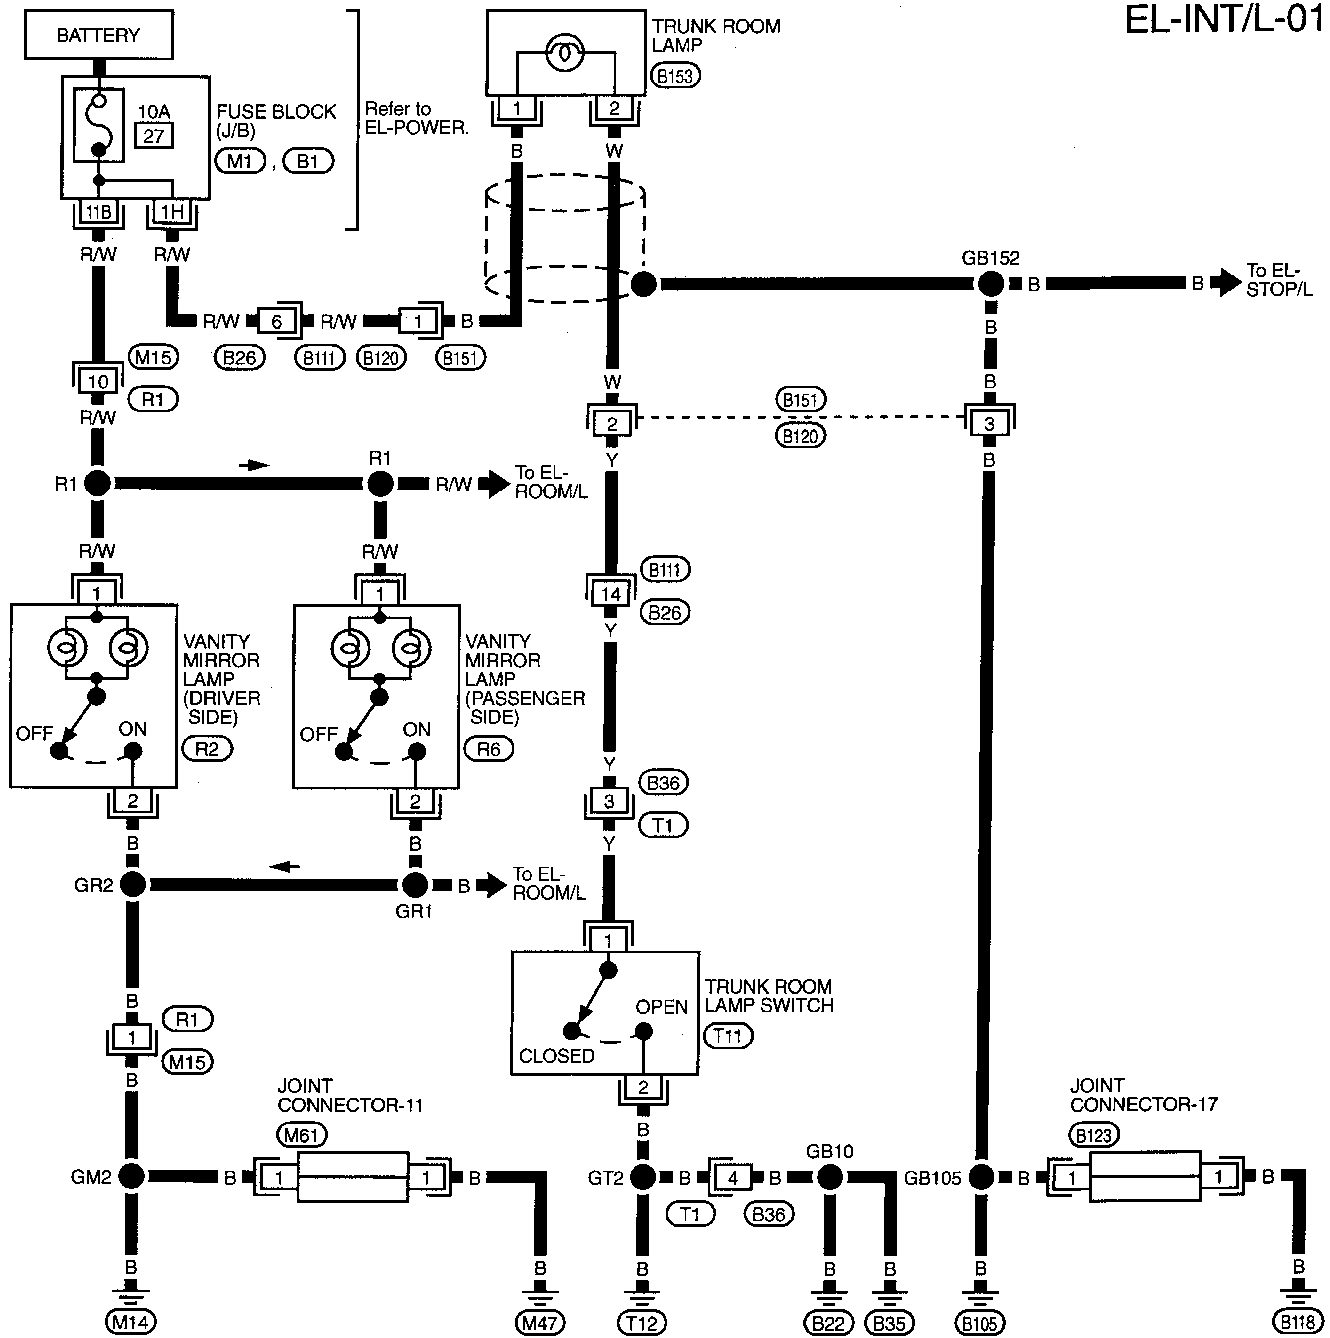 EL-INT/L-01
BATTERY
10A
27
FUSE BLOCK
(J/B)
M1 , B1
Refer to
EL-POWER.
11B
1H
R/W
R/W
TRUNK ROOM
LAMP
B153
1
2
B
W
R/W
6
R/W
1
B
B26
B111
B120
B151
GB152
B
B
To EL-
STOP/L
B
B
M15
10
R1
R/W
W
2
B151
B120
3
Y
B
R1
R1
R/W
To EL-
ROOM/L
R/W
R/W
1
1
B111
14
B26
Y
VANITY
MIRROR
LAMP
(DRIVER
SIDE)
R2
OFF
ON
2
B
VANITY
MIRROR
LAMP
(PASSENGER
SIDE)
R6
OFF
ON
2
B
Y
B36
3
T1
Y
GR2
GR1
B
To EL-
ROOM/L
1
TRUNK ROOM
LAMP SWITCH
T11
OPEN
CLOSED
2
B
B
R1
1
M15
B
JOINT
CONNECTOR-11
M61
GM2
B
1
1
B
GT2
B
4
B
T1
B36
GB10
GB105
JOINT
CONNECTOR-17
B123
B
1
1
B
B
B
B
B
B
B
B
M14
M47
T12
B22
B35
B105
B118